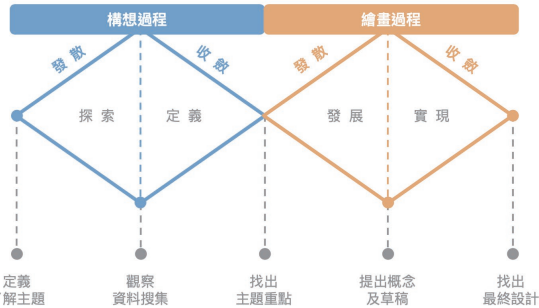 構想過程
繪畫過程
發散
收斂
發散
收斂
探索
定義
發展
實現
定義
解主題
觀察
資料搜集
找出
主題重點
提出概念
及草稿
找出
最終設計